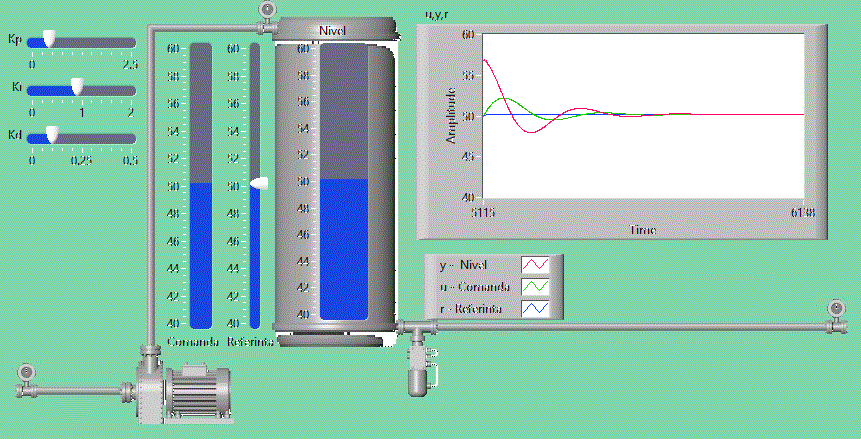 u,y,r
Nivel
Kp
0 2,5
Ki
0 1 2
Kd
0 0,25 0,5
60 60 60
58 58 58
56 56 56
54 54 54
52 52 52
50 50 50
48 48 48
46 46 46
44 44 44
42 42 42
40 40 40
Comanda Referinta
Amplitude
60
55
45
40
5115 6138
Time
y - Nivel
u - Comanda
r - Referinta